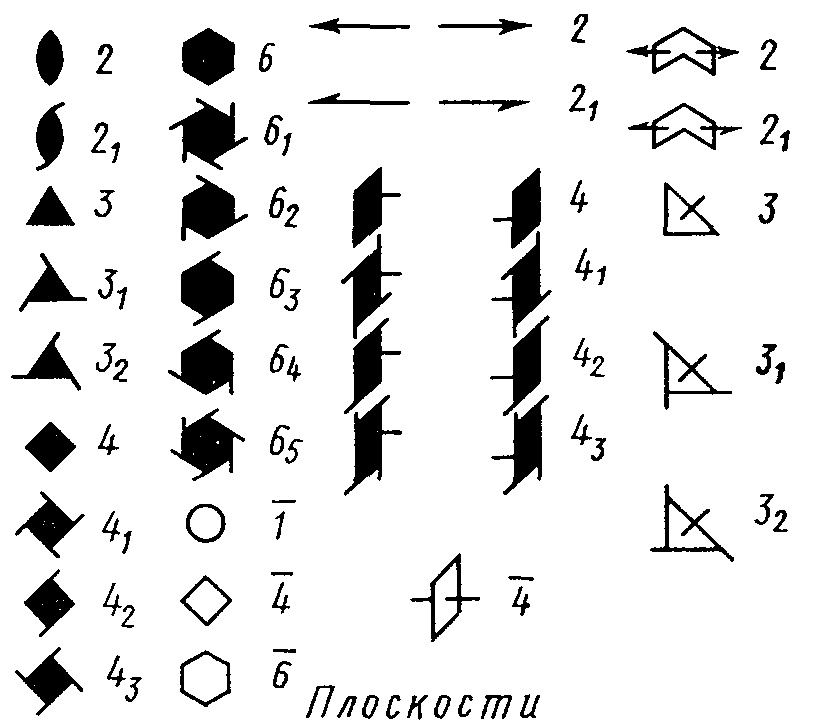 2 6 2 2
2₁ 6₁ 2₁ 2₁
3 6₂ 4 3
3₁ 6₃ 4₁
3₂ 6₄ 4₂ 3₁
4 6₅ 4₃
4₁ 1̅ 3₂
4₂ 4̅ 4̅
4₃ 6̅
Плоскости